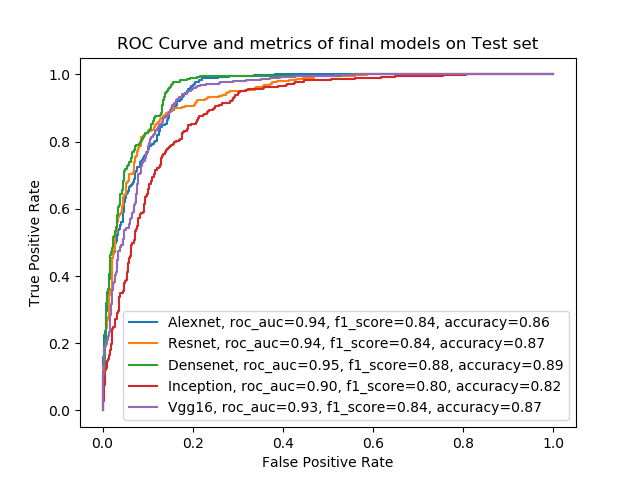 ROC Curve and metrics of final models on Test set
1.0
0.8
0.6
0.4
0.2
0.0
True Positive Rate
Alexnet, roc_auc=0.94, f1_score=0.84, accuracy=0.86
Resnet, roc_auc=0.94, f1_score=0.84, accuracy=0.87
Densenet, roc_auc=0.95, f1_score=0.88, accuracy=0.89
Inception, roc_auc=0.90, f1_score=0.80, accuracy=0.82
Vgg16, roc_auc=0.93, f1_score=0.84, accuracy=0.87
0.0 0.2 0.4 0.6 0.8 1.0
False Positive Rate